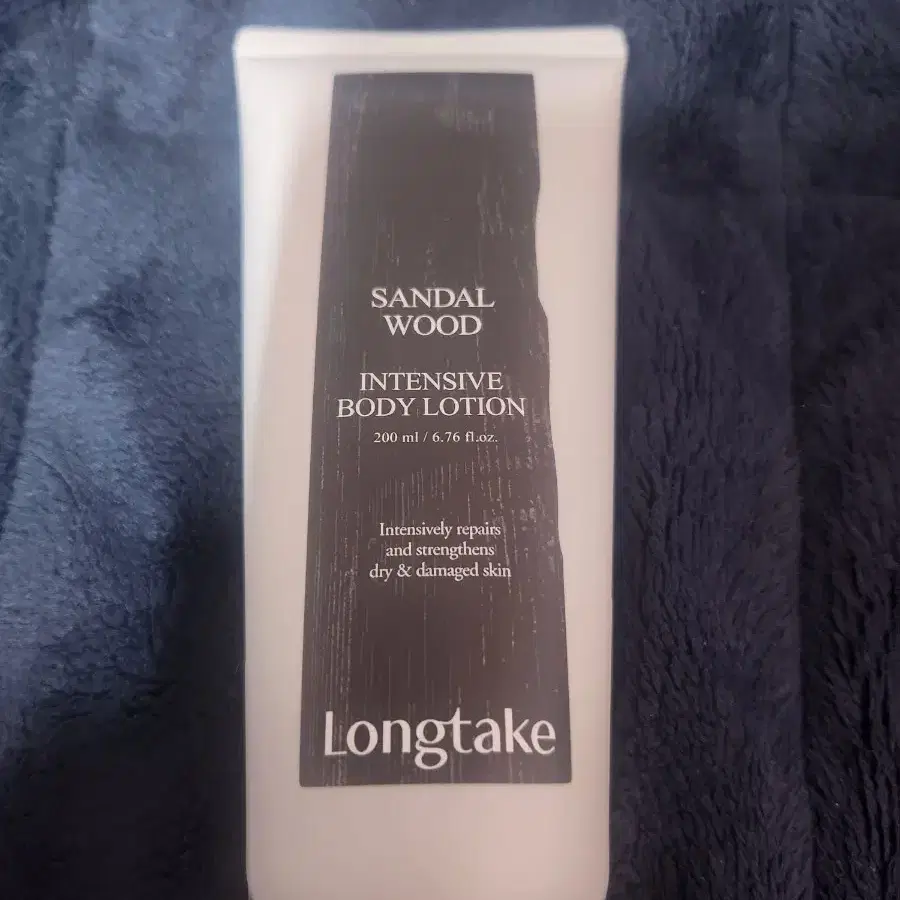 SANDAL
WOOD
INTENSIVE
BODY LOTION
200 ml / 6.76 fl.oz.
Intensively repairs
and strengthens
dry & damaged skin
Longtake